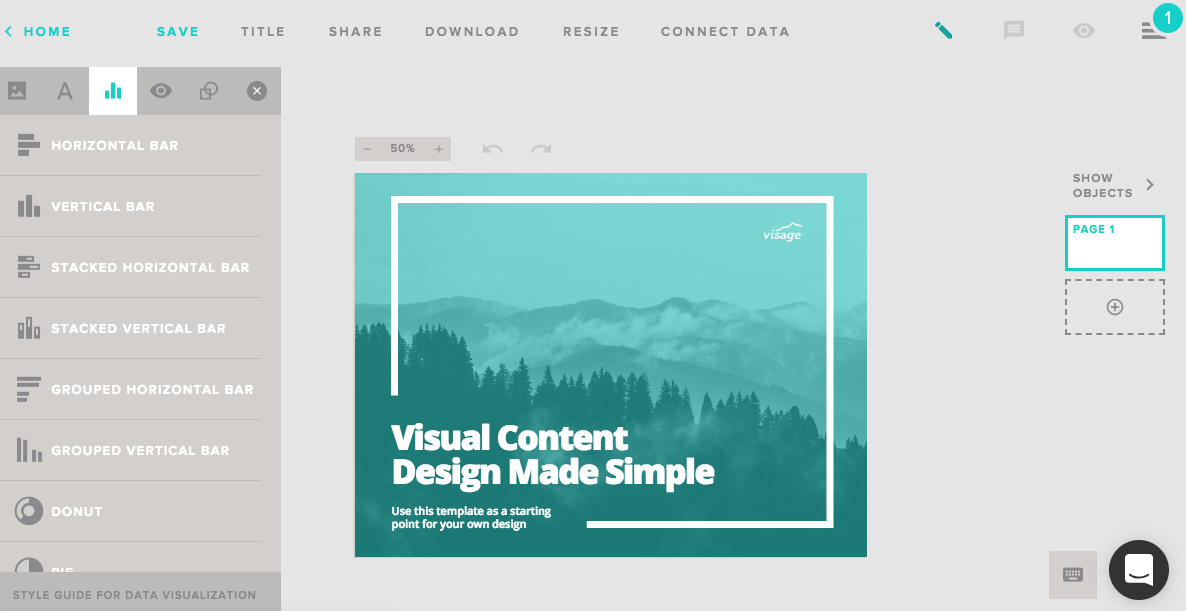 HOME SAVE TITLE SHARE DOWNLOAD RESIZE CONNECT DATA 1
A
HORIZONTAL BAR
VERTICAL BAR
STACKED HORIZONTAL BAR
STACKED VERTICAL BAR
GROUPED HORIZONTAL BAR
GROUPED VERTICAL BAR
DONUT
PIE
STYLE GUIDE FOR DATA VISUALIZATION
− 50% +
visage
Visual Content
Design Made Simple
Use this template as a starting
point for your own design
SHOW
OBJECTS
PAGE 1